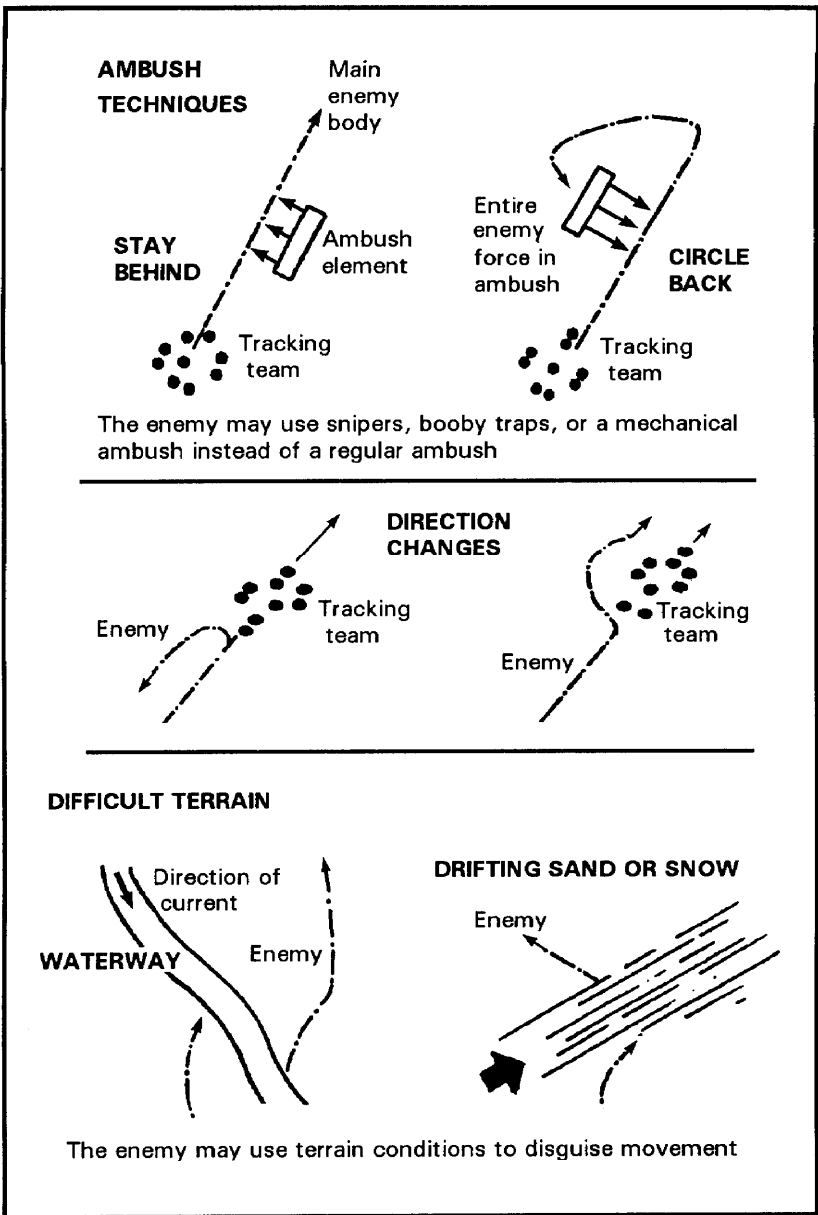 AMBUSH
TECHNIQUES
Main
enemy
body
STAY
BEHIND
Ambush
element
Tracking
team
Entire
enemy
force in
ambush
CIRCLE
BACK
Tracking
team
The enemy may use snipers, booby traps, or a mechanical
ambush instead of a regular ambush
DIRECTION
CHANGES
Enemy
Tracking
team
Enemy
Tracking
team
DIFFICULT TERRAIN
Direction of
current
WATERWAY
Enemy
DRIFTING SAND OR SNOW
Enemy
The enemy may use terrain conditions to disguise movement